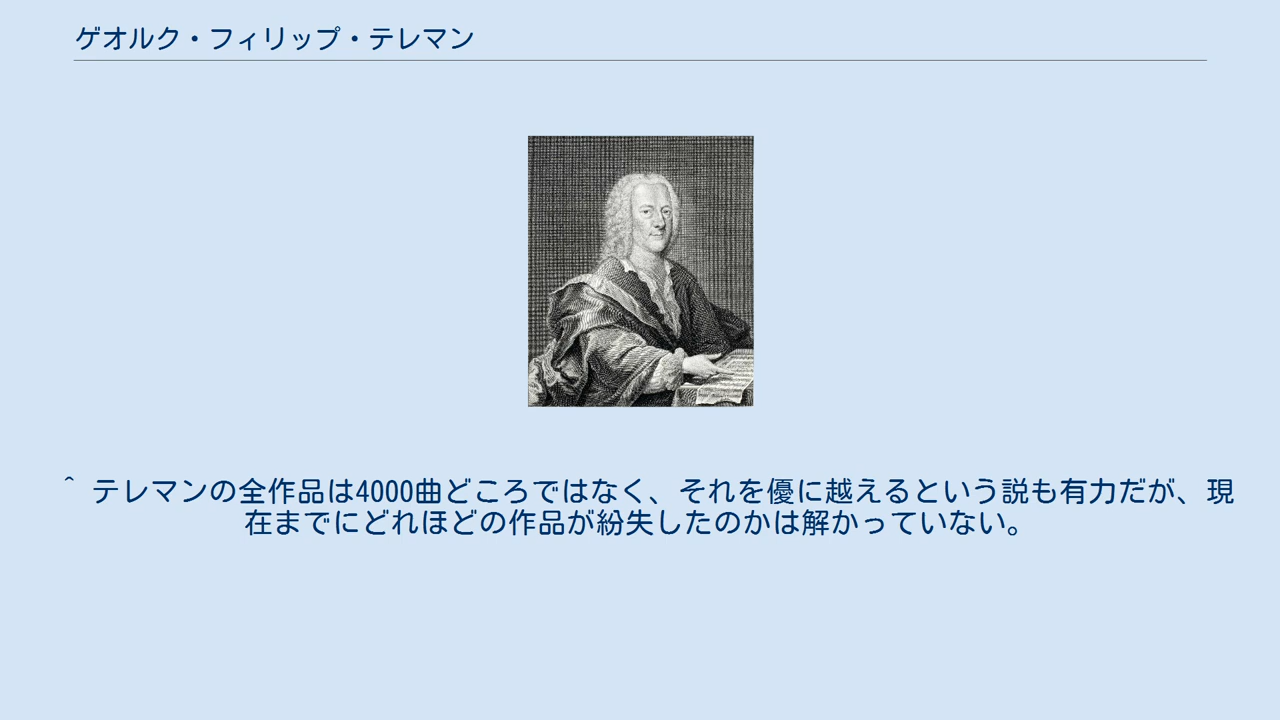 ゲオルク・フィリップ・テレマン
^ テレマンの全作品は4000曲どころではなく、それを優に越えるという説も有力だが、現
在までにどれほどの作品が紛失したのかは解かっていない。